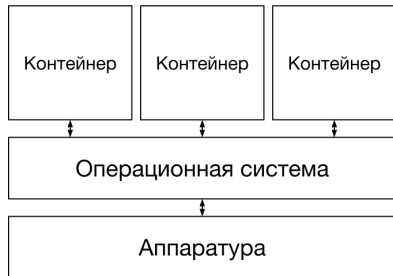 Контейнер
Контейнер
Контейнер
Операционная система
Аппаратура